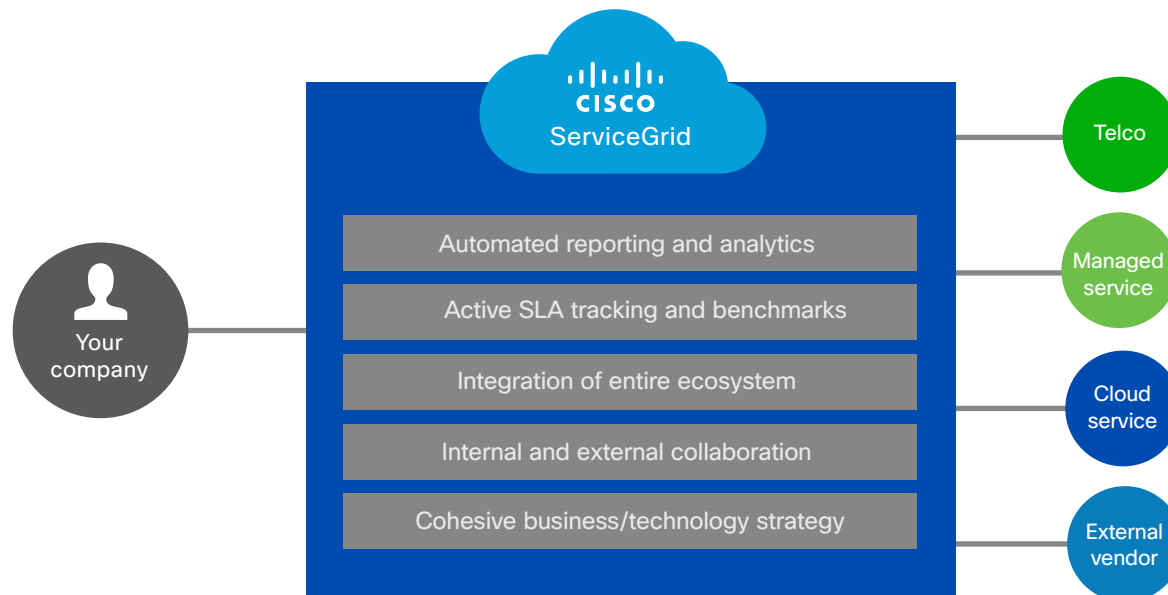 CISCO
ServiceGrid
Your
company
Automated reporting and analytics
Active SLA tracking and benchmarks
Integration of entire ecosystem
Internal and external collaboration
Cohesive business/technology strategy
Telco
Managed
service
Cloud
service
External
vendor